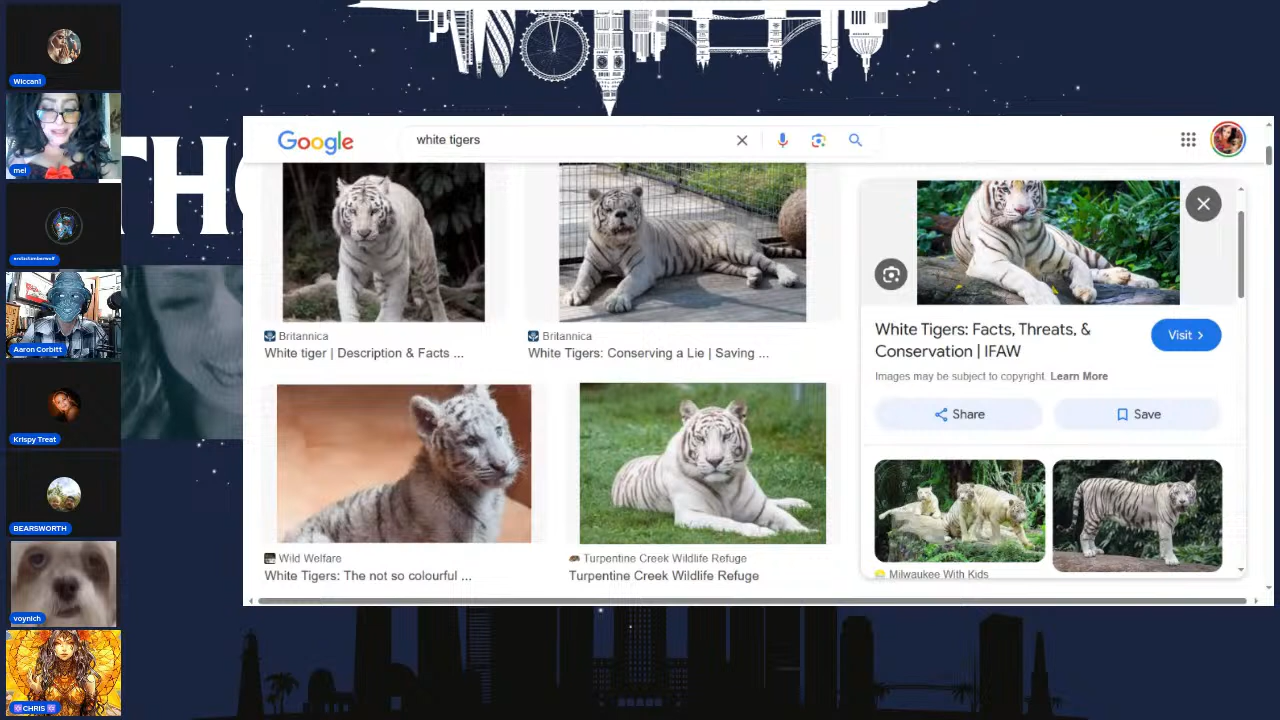 Wiccan1
mel
Aaron Corbitt
Krispy Treat
BEARSWORTH
voynich
CHRIS
TH
Google
white tigers
Britannica
White tiger | Description & Facts ...
Britannica
White Tigers: Conserving a Lie | Saving ...
Wild Welfare
White Tigers: The not so colourful ...
Turpentine Creek Wildlife Refuge
Turpentine Creek Wildlife Refuge
White Tigers: Facts, Threats, &
Conservation | IFAW
Visit
Images may be subject to copyright. Learn More
Share
Save
Milwaukee With Kids